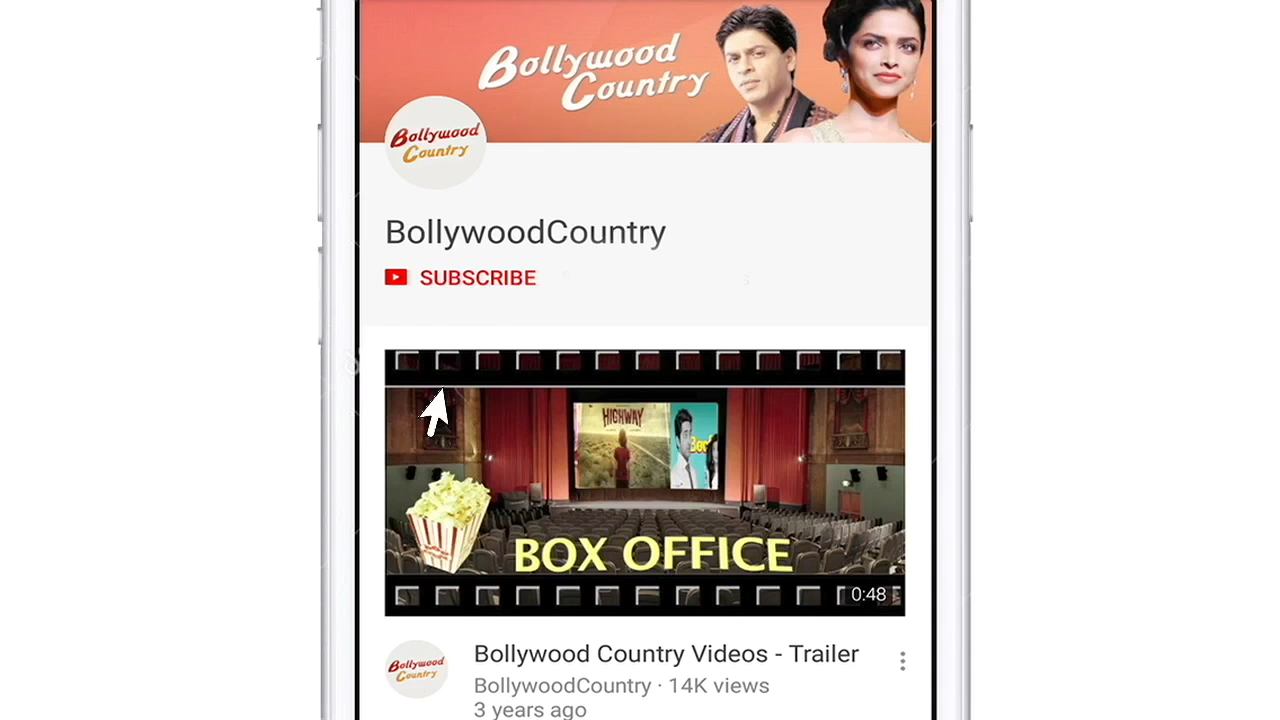 Bollywood
Country
Bollywood
Country
BollywoodCountry
SUBSCRIBE
HIGHWAY
BOX OFFICE
0:48
Bollywood
Country
Bollywood Country Videos - Trailer
BollywoodCountry · 14K views
3 years ago